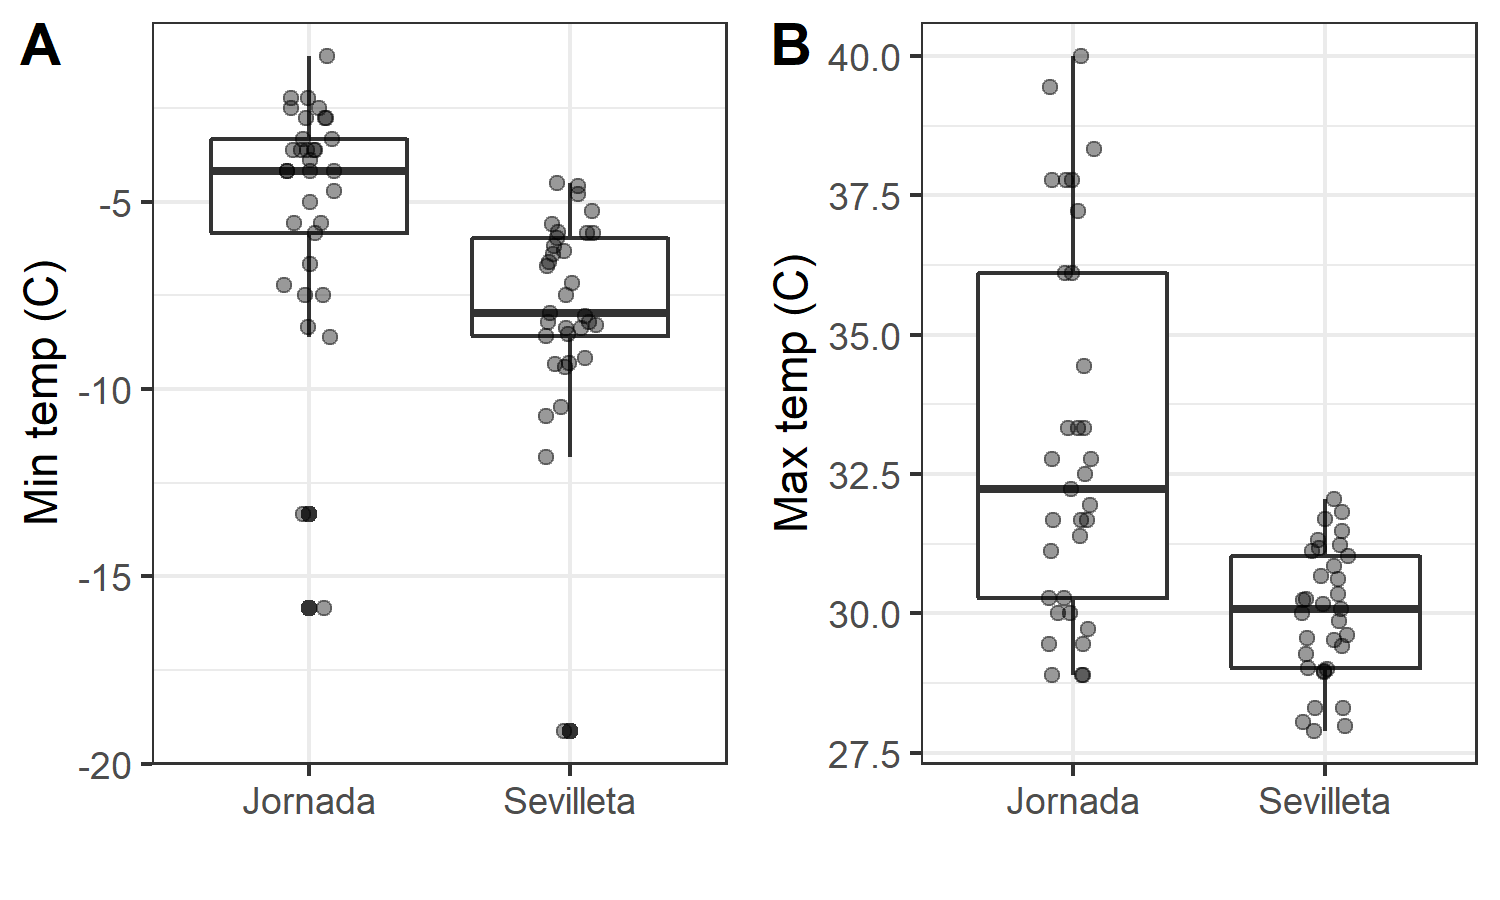 A
Min temp (C)
-5
-10
-15
-20
Jornada
Sevilleta
B
Max temp (C)
40.0
37.5
35.0
32.5
30.0
27.5
Jornada
Sevilleta